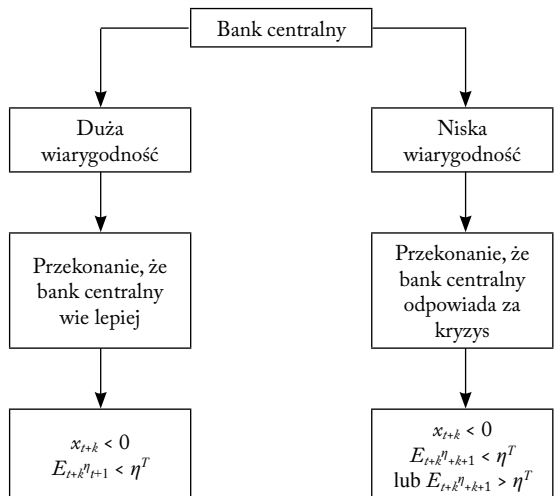 Bank centralny
Duża
wiarygodność
Niska
wiarygodność
Przekonanie, że
bank centralny
wie lepiej
Przekonanie, że
bank centralny
odpowiada za
kryzys
x_{t+k} < 0
E_{t+k}η_{t+1} < η^T
x_{t+k} < 0
E_{t+k}η_{+k+1} < η^T
lub E_{t+k}η_{+k+1} > η^T